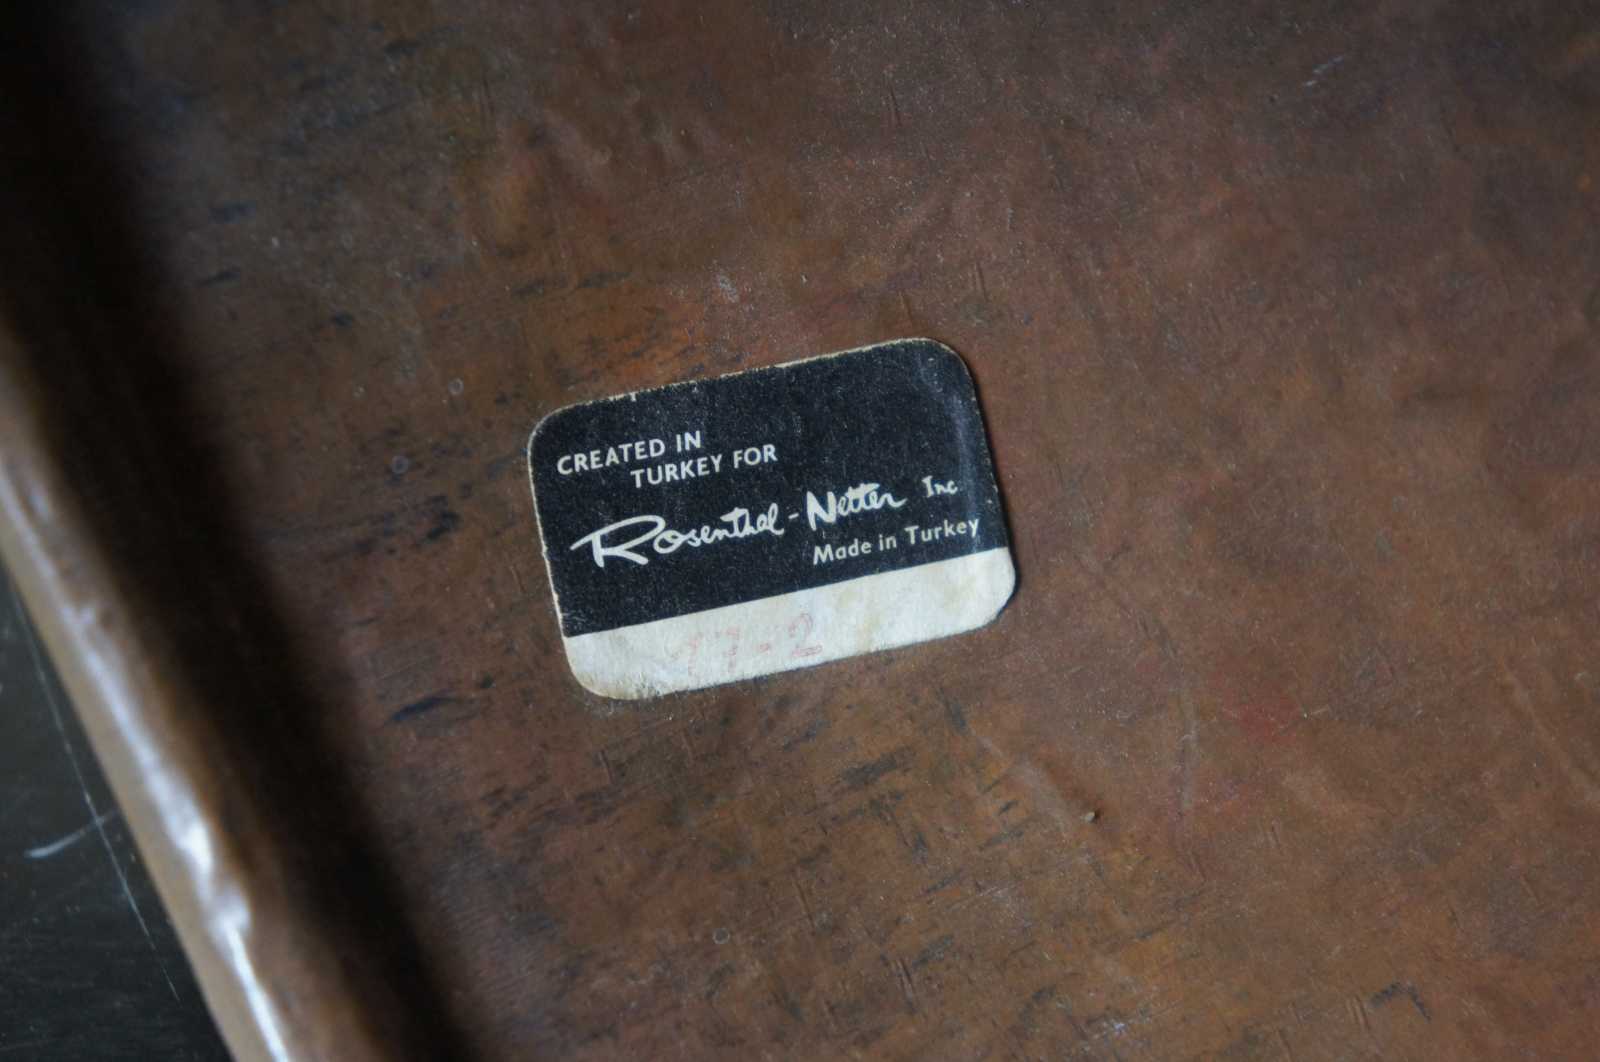 CREATED IN
TURKEY FOR
Rosenthal-Netter Inc
Made in Turkey